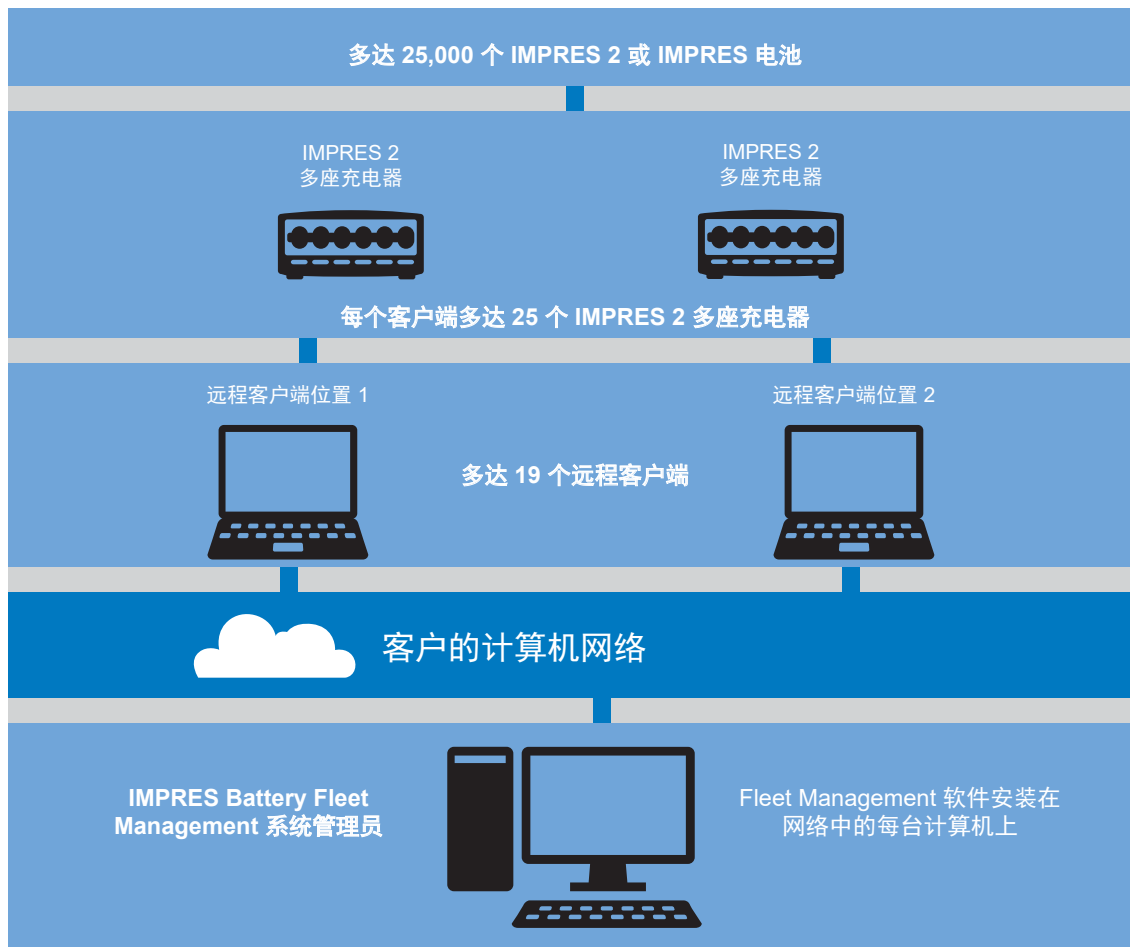 多达 25,000 个 IMPRES 2 或 IMPRES 电池
IMPRES 2
多座充电器
IMPRES 2
多座充电器
每个客户端多达 25 个 IMPRES 2 多座充电器
远程客户端位置 1
远程客户端位置 2
多达 19 个远程客户端
客户的计算机网络
IMPRES Battery Fleet
Management 系统管理员
Fleet Management 软件安装在
网络中的每台计算机上